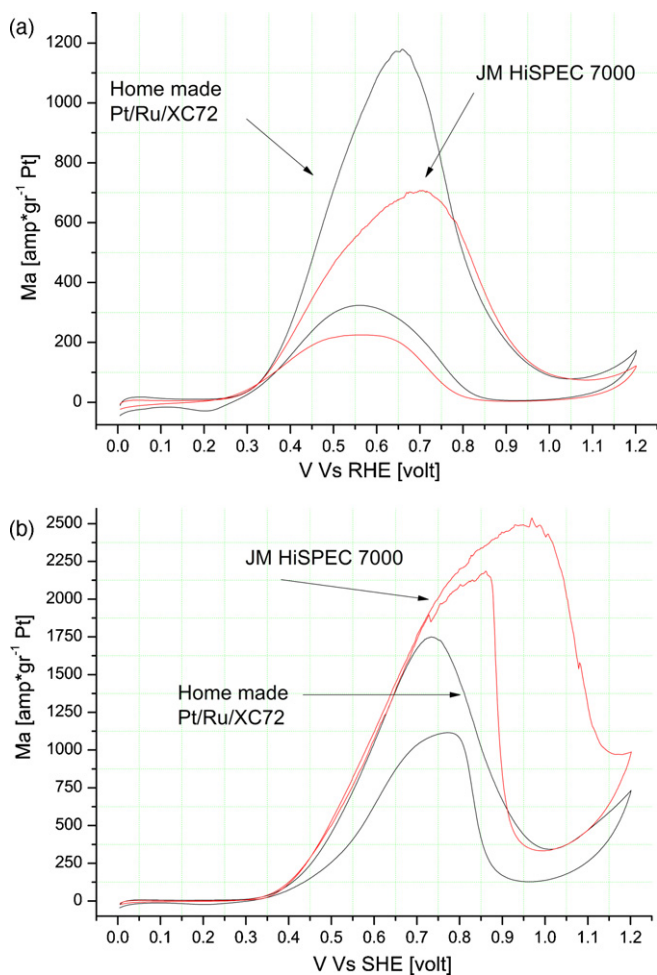 (a)
1200
1000
800
600
400
200
0
Ma [amp*gr-1 Pt]
Home made
Pt/Ru/XC72
JM HiSPEC 7000
0.0 0.1 0.2 0.3 0.4 0.5 0.6 0.7 0.8 0.9 1.0 1.1 1.2
V Vs RHE [volt]
(b)
2500
2250
2000
1750
1500
1250
1000
750
500
250
0
Ma [amp*gr-1 Pt]
JM HiSPEC 7000
Home made
Pt/Ru/XC72
0.0 0.1 0.2 0.3 0.4 0.5 0.6 0.7 0.8 0.9 1.0 1.1 1.2
V Vs SHE [volt]